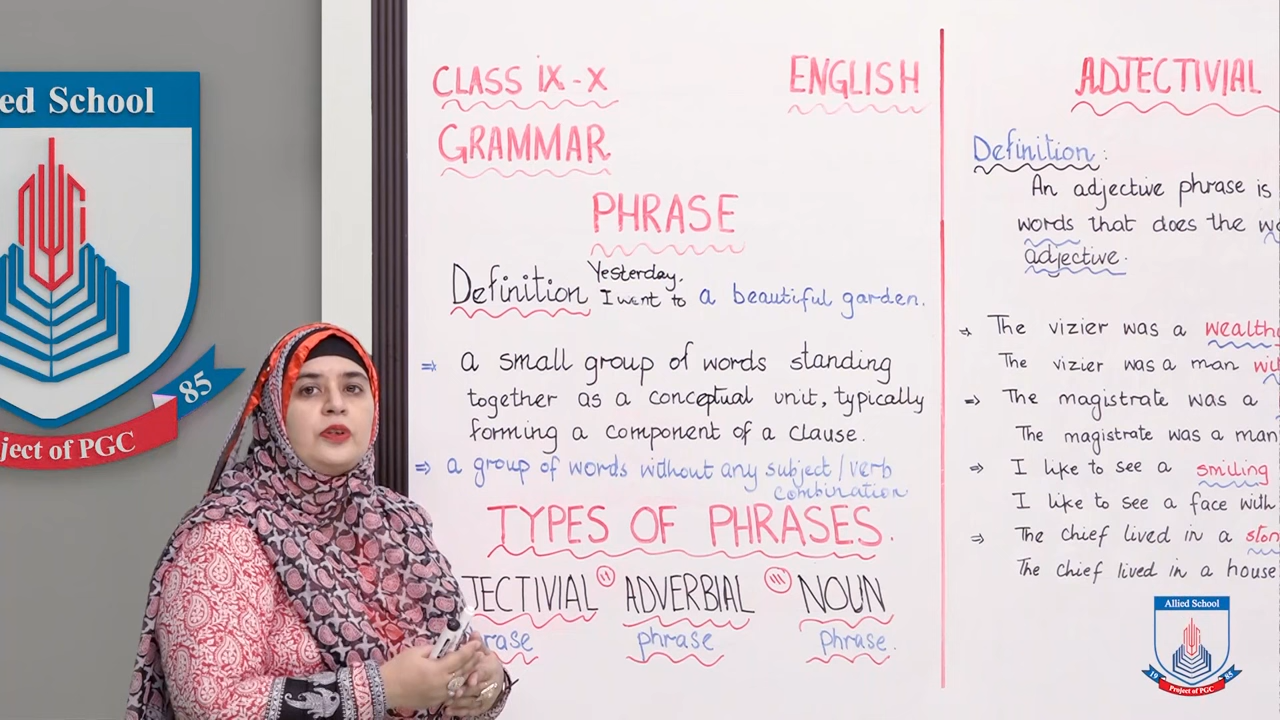 ed School
85
ject of PGC
CLASS IX-X
ENGLISH
GRAMMAR
PHRASE
Definition
Yesterday,
I went to a beautiful garden.
⇒ a small group of words standing
together as a conceptual unit, typically
forming a component of a clause.
⇒ a group of words without any subject/verb
combination
TYPES OF PHRASES.
JECTIVIAL (ii) ADVERBIAL (iii) NOUN
rase phrase phrase.
ADJECTIVIAL
Definition:
An adjective phrase is
words that does the
adjective.
⇒ The vizier was a wealth
The vizier was a man wi
⇒ The magistrate was a
The magistrate was a man
⇒ I like to see a smiling
I like to see a face with
⇒ The chief lived in a ston
The chief lived in a house
Allied School
19 85
Project of PGC